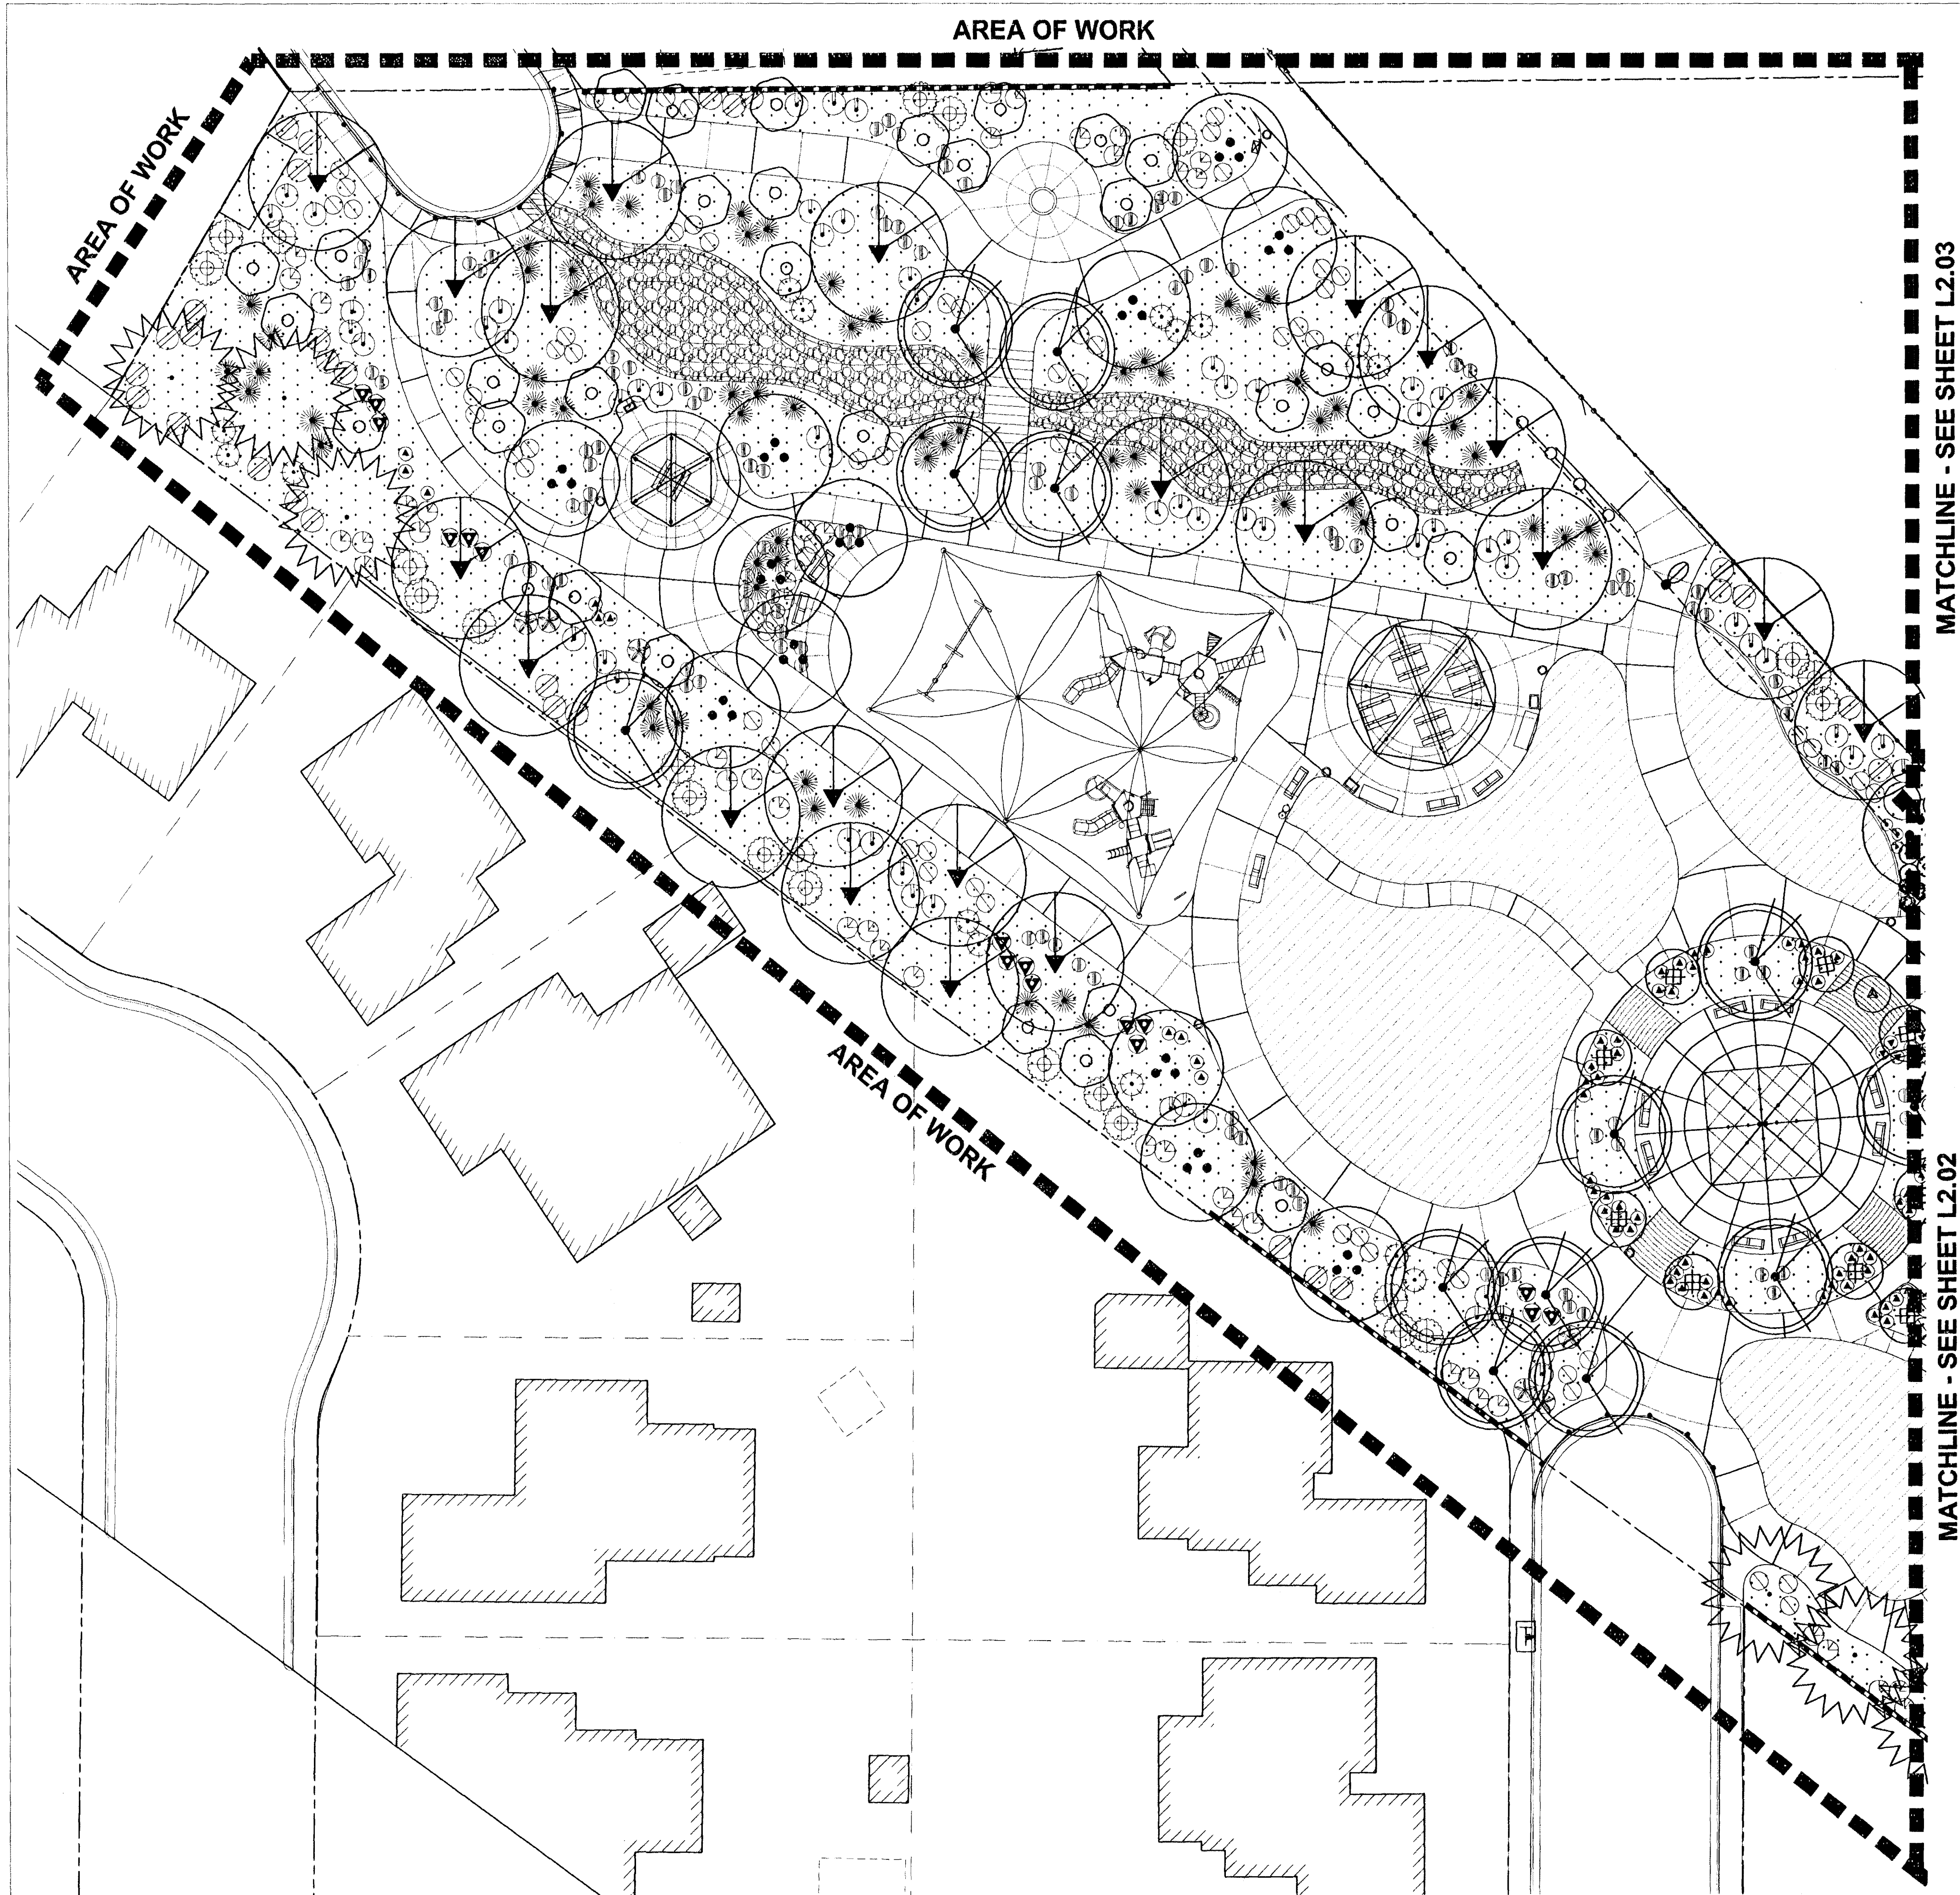 AREA OF WORK
AREA OF WORK
MATCHLINE - SEE SHEET L2.03
AREA OF WORK
MATCHLINE - SEE SHEET L2.02